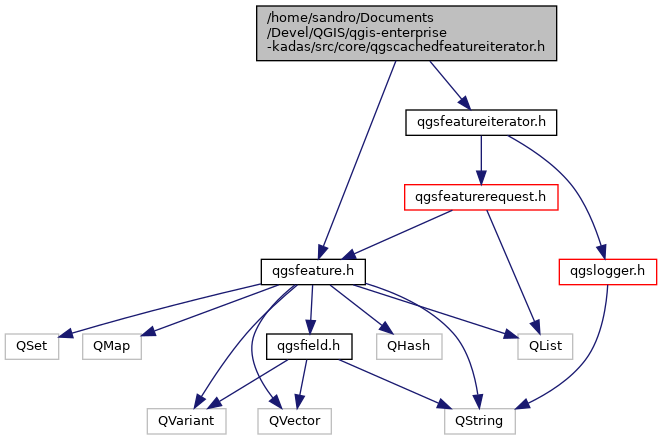 /home/sandro/Documents
/Devel/QGIS/qgis-enterprise
-kadas/src/core/qgscachedfeatureiterator.h
qgsfeatureiterator.h
qgsfeaturerequest.h
qgsfeature.h
qgslogger.h
QSet
QMap
qgsfield.h
QHash
QList
QVariant
QVector
QString